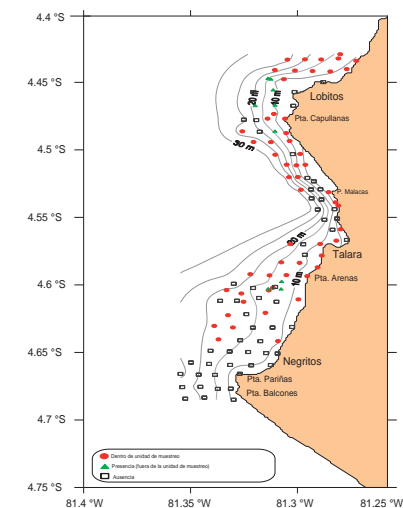 4.4 °S
4.45 °S
20 m
10 m
Lobitos
Pta. Capullanas
4.5 °S
30 m
P. Malacas
4.55 °S
Talara
4.6 °S
10 m
Pta. Arenas
4.65 °S
Negritos
Pta. Pariñas
Pta. Balcones
4.7 °S
Dentro de unidad de muestreo
Presencia (fuera de la unidad de muestreo)
Ausencia
4.75 °S
81.4 °W
81.35 °W
81.3 °W
81.25 °W